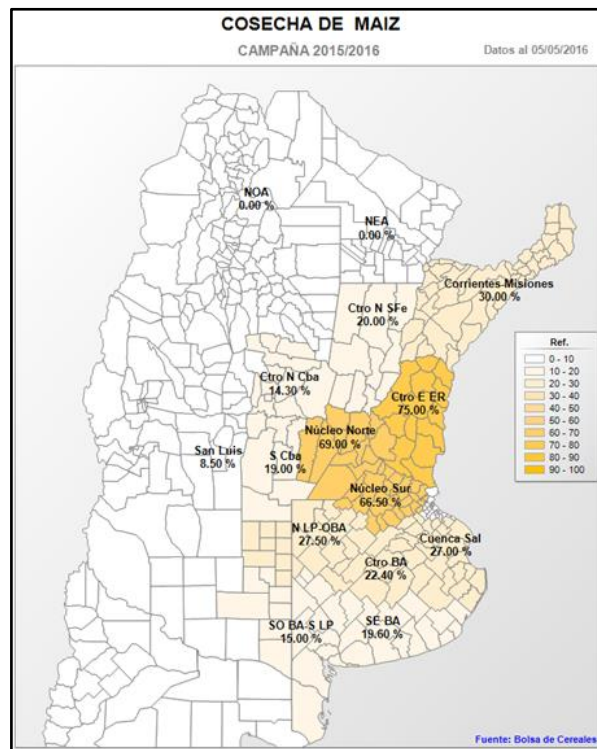 COSECHA DE MAIZ
CAMPAÑA 2015/2016
Datos al 05/05/2016
NOA
0.00 %
NEA
0.00 %
Corrientes-Misiones
30.00 %
Ctro N SFe
20.00 %
Ctro N Cba
14.30 %
Ctro E ER
75.00 %
Núcleo Norte
69.00 %
San Luis
8.50 %
S Cba
19.00 %
Núcleo Sur
66.50 %
N LP-OBA
27.50 %
Cuenca Sal
27.00 %
Ctro BA
22.40 %
SO BA-S LP
15.00 %
SE BA
19.60 %
Ref.
0 - 10
10 - 20
20 - 30
30 - 40
40 - 50
50 - 60
60 - 70
70 - 80
80 - 90
90 - 100
Fuente: Bolsa de Cereales